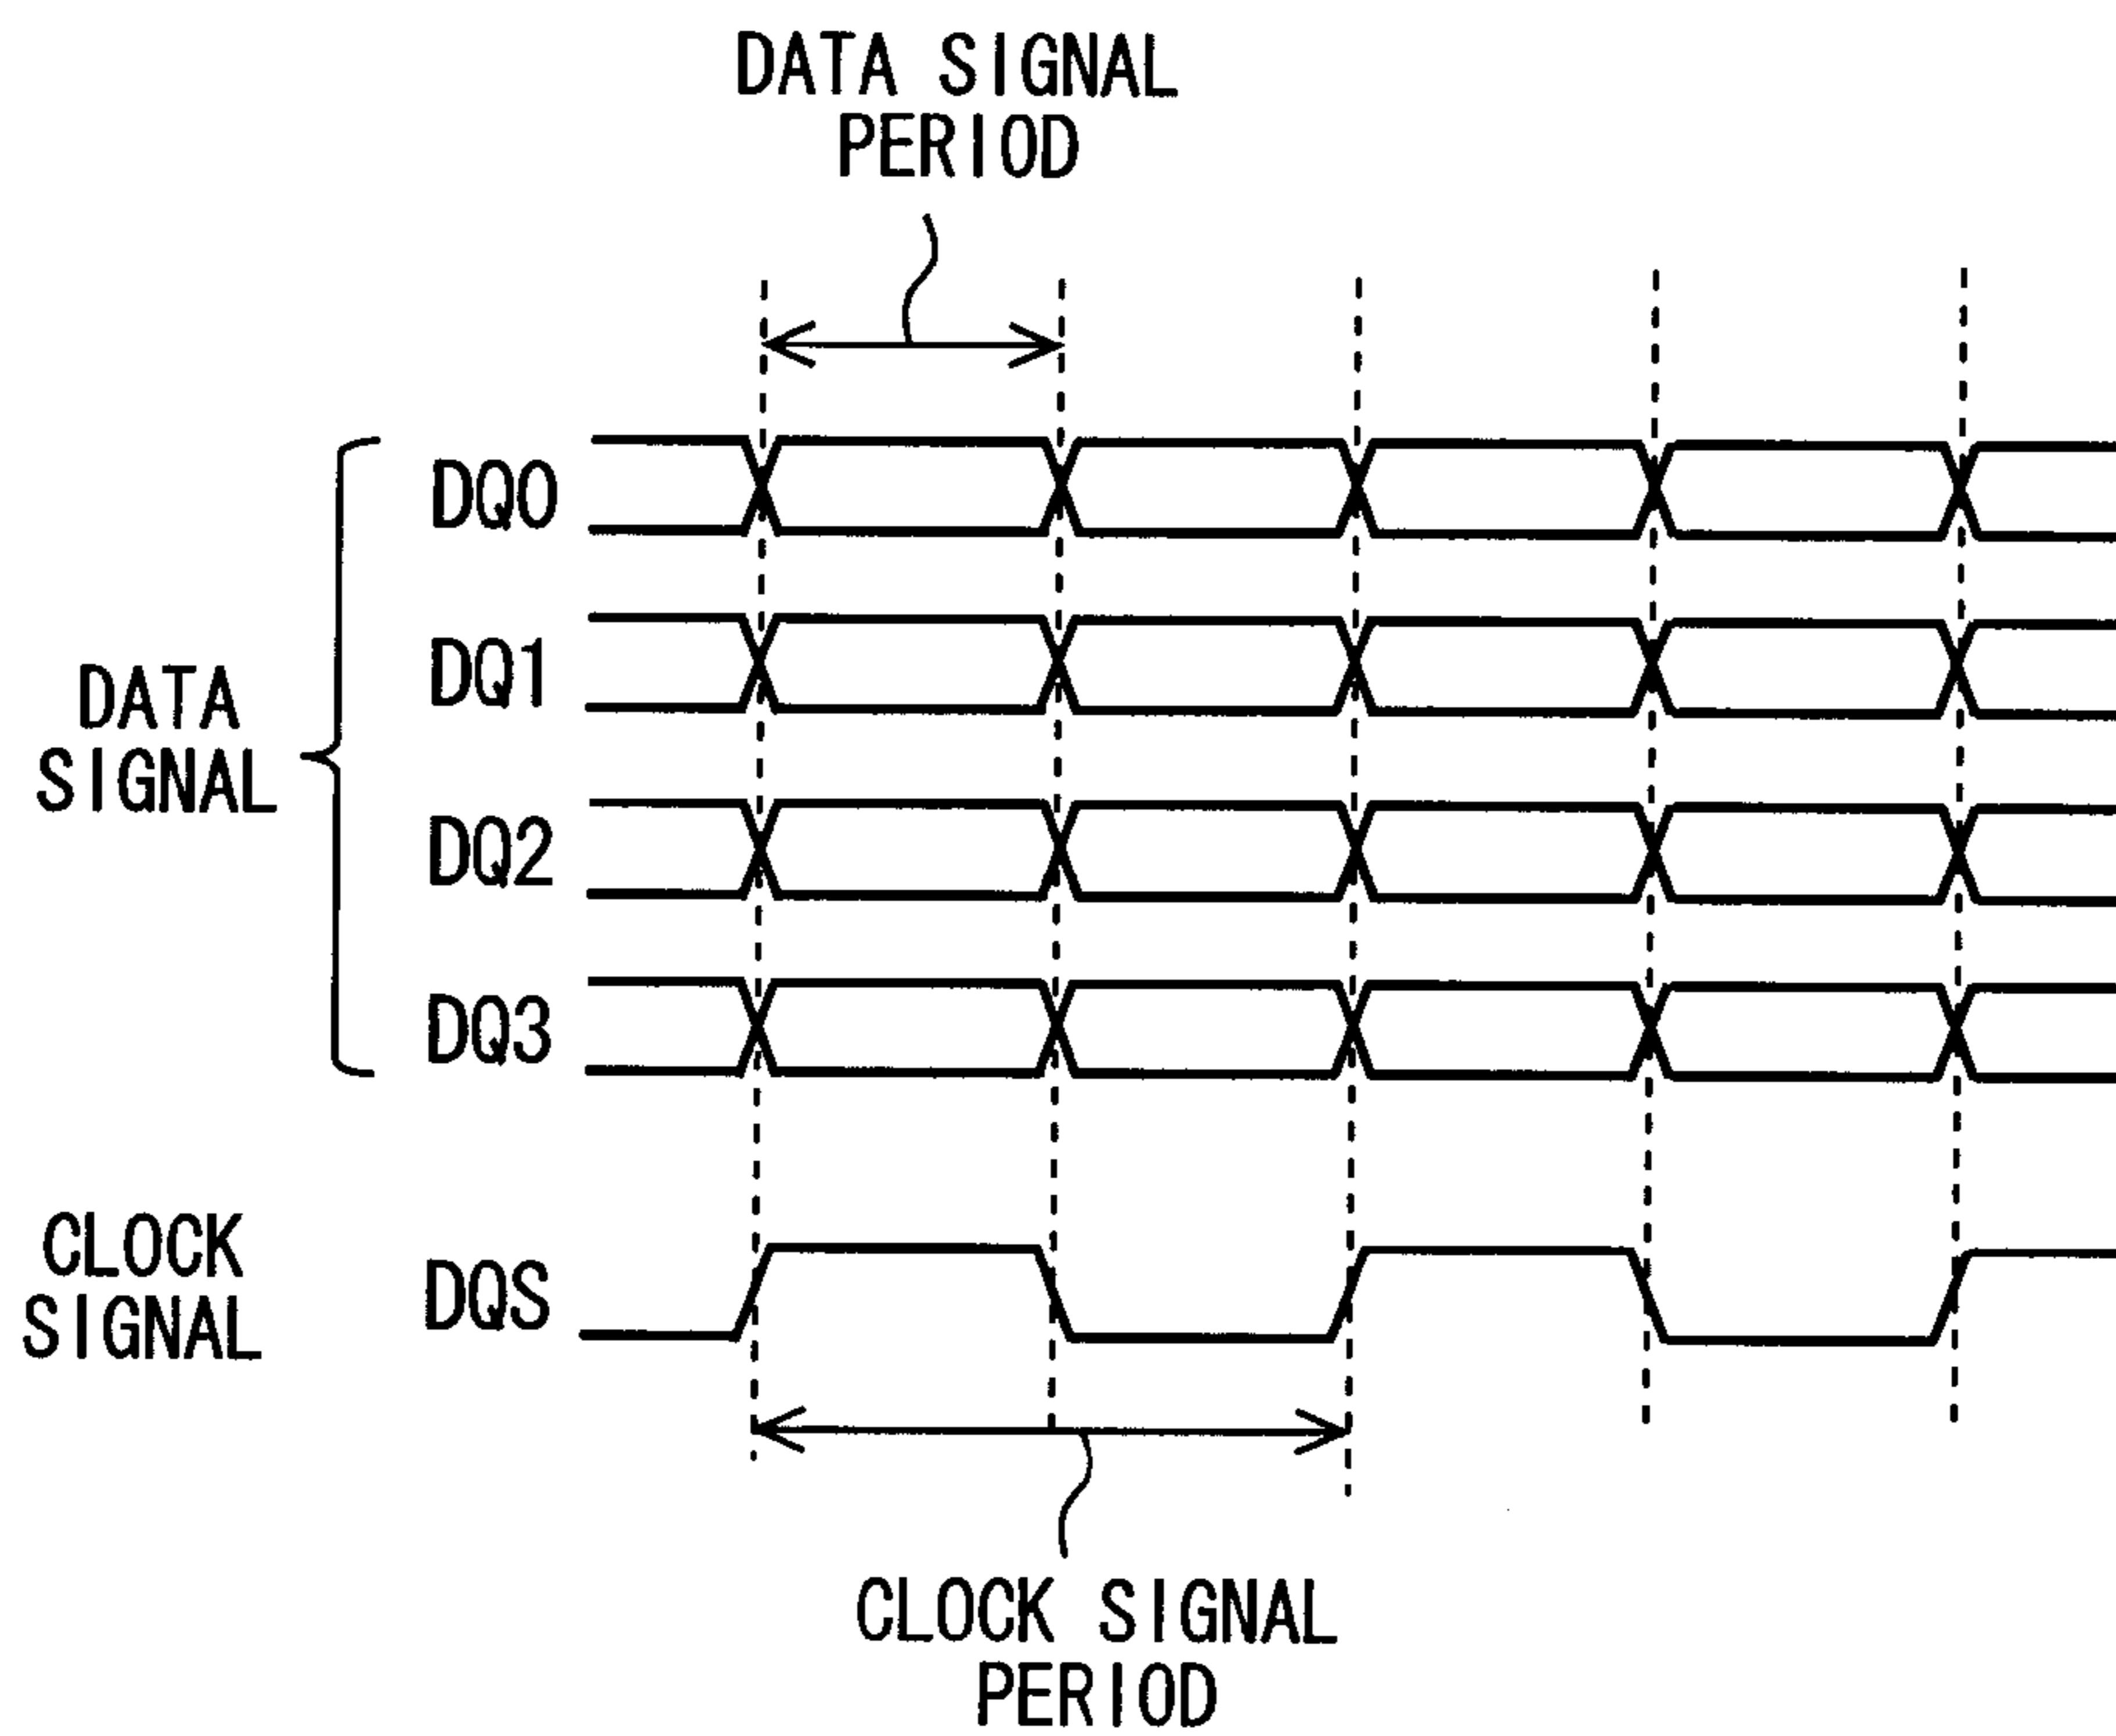 DATA SIGNAL
PERIOD
DQ0
DQ1
DATA
SIGNAL
DQ2
DQ3
CLOCK
SIGNAL
DQS
CLOCK SIGNAL
PERIOD